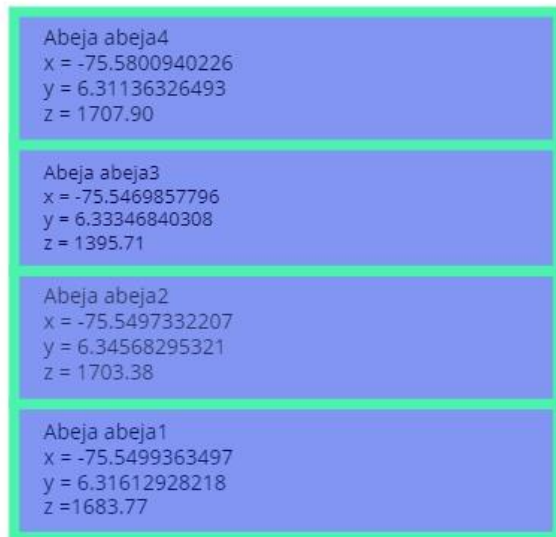 Abeja abeja4
x = -75.5800940226
y = 6.31136326493
z = 1707.90
Abeja abeja3
x = -75.5469857796
y = 6.33346840308
z = 1395.71
Abeja abeja2
x = -75.5497332207
y = 6.34568295321
z = 1703.38
Abeja abeja1
x = -75.5499363497
y = 6.31612928218
z =1683.77